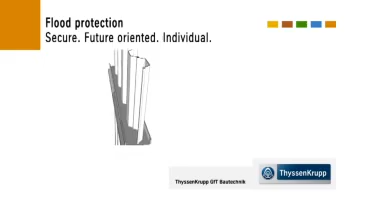 Flood protection
Secure. Future oriented. Individual.
ThyssenKrupp GfT Bautechnik
ThyssenKrupp